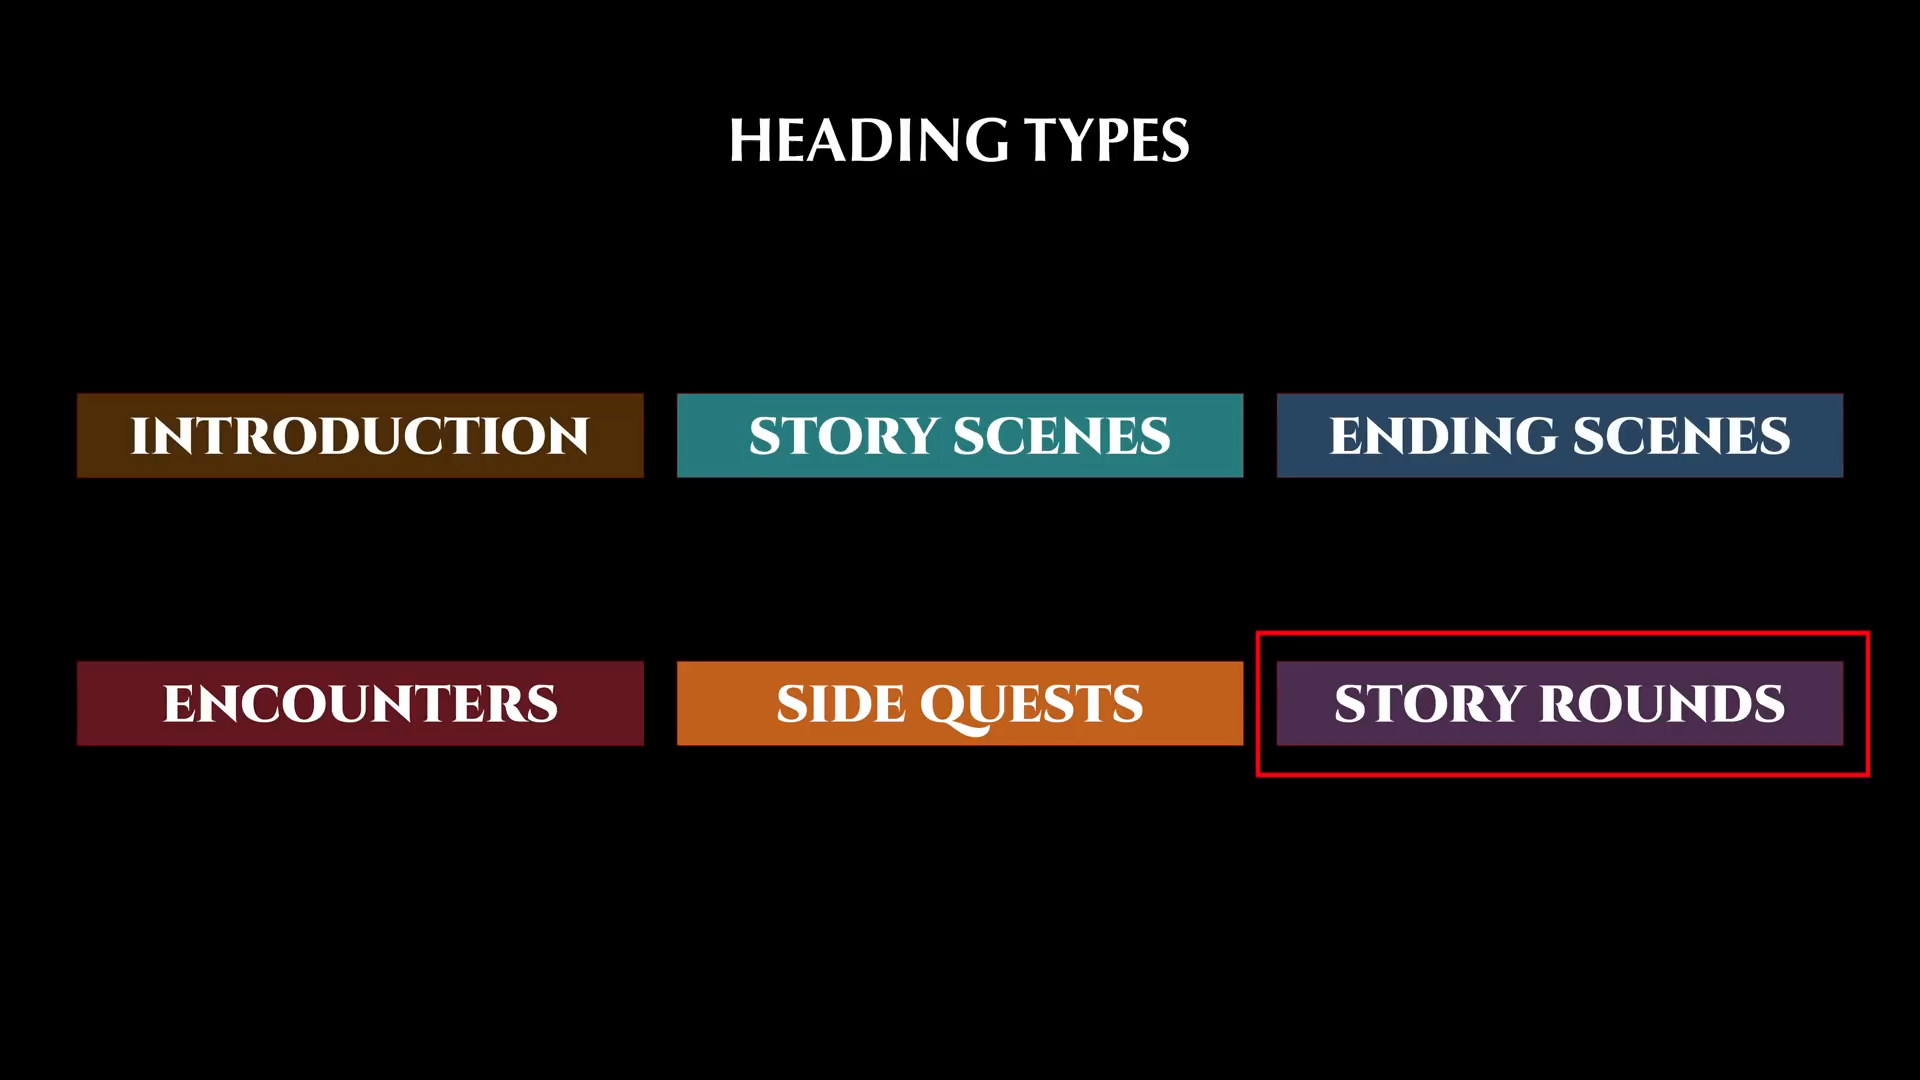 HEADING TYPES
INTRODUCTION
STORY SCENES
ENDING SCENES
ENCOUNTERS
SIDE QUESTS
STORY ROUNDS